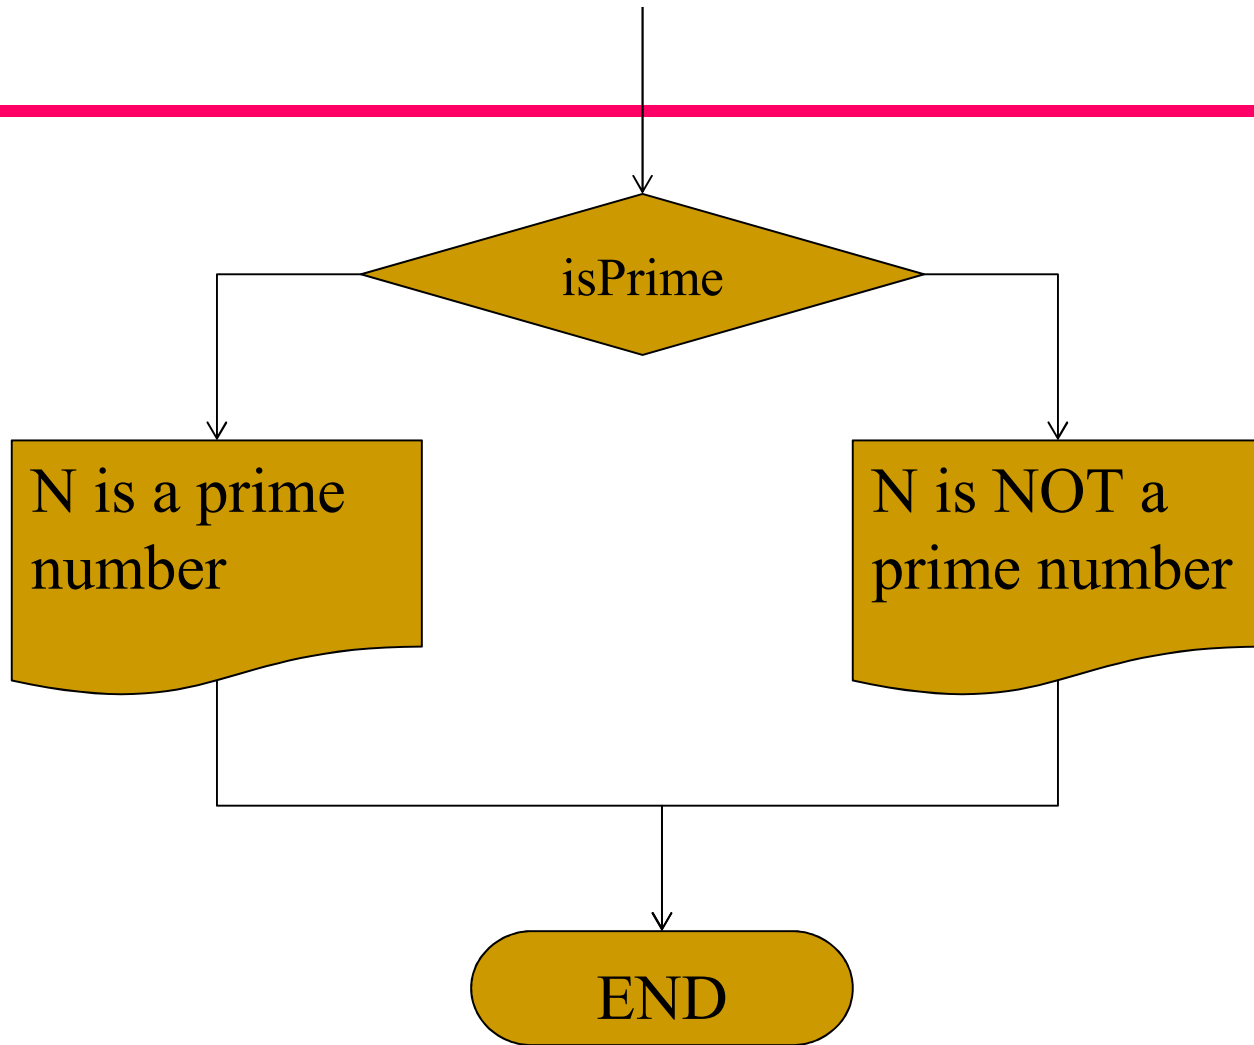 isPrime
N is a prime
number
N is NOT a
prime number
END